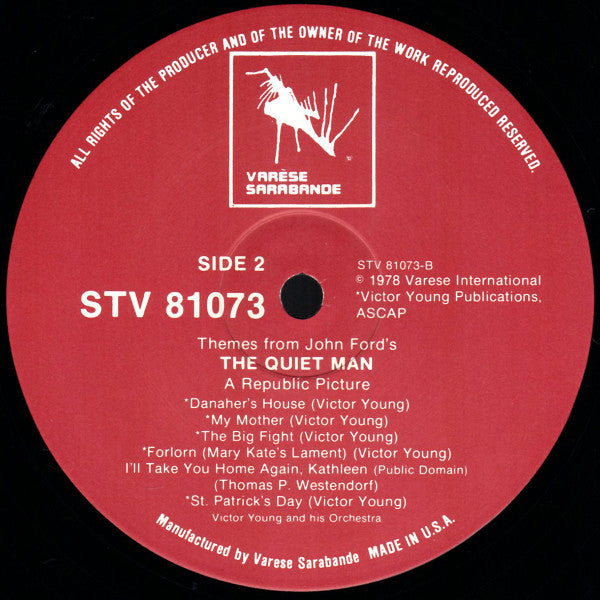 ALL RIGHTS OF THE PRODUCER AND OF THE OWNER OF THE WORK REPRODUCED RESERVED.
VARÈSE
SARABANDE
SIDE 2
STV 81073
STV 81073-B
© 1978 Varese International
*Victor Young Publications,
ASCAP
Themes from John Ford's
THE QUIET MAN
A Republic Picture
*Danaher's House (Victor Young)
*My Mother (Victor Young)
*The Big Fight (Victor Young)
*Forlorn (Mary Kate's Lament) (Victor Young)
I'll Take You Home Again, Kathleen (Public Domain)
(Thomas P. Westendorf)
*St. Patrick's Day (Victor Young)
Victor Young and his Orchestra
Manufactured by Varese Sarabande MADE IN U.S.A.